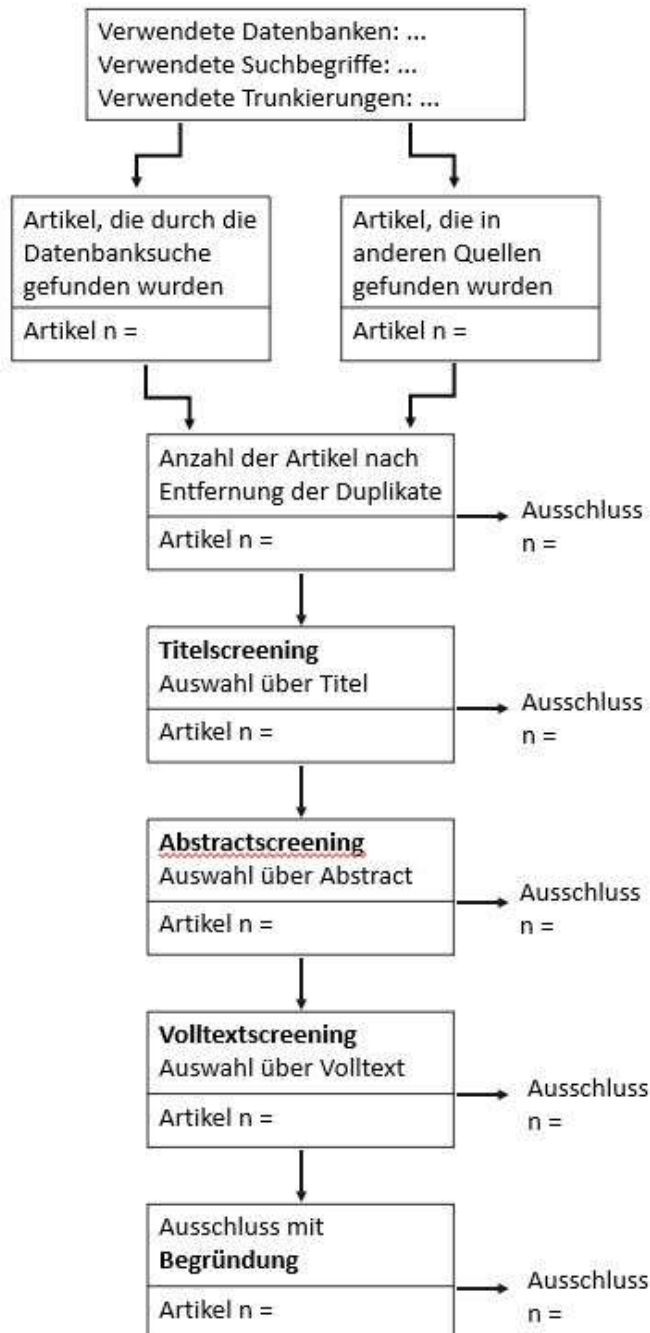 Verwendete Datenbanken: ...
Verwendete Suchbegriffe: ...
Verwendete Trunkierungen: ...
Artikel, die durch die
Datenbanksuche
gefunden wurden
Artikel n =
Artikel, die in
anderen Quellen
gefunden wurden
Artikel n =
Anzahl der Artikel nach
Entfernung der Duplikate
Artikel n =
Ausschluss
n =
Titelscreening
Auswahl über Titel
Artikel n =
Ausschluss
n =
Abstractscreening
Auswahl über Abstract
Artikel n =
Ausschluss
n =
Volltextscreening
Auswahl über Volltext
Artikel n =
Ausschluss
n =
Ausschluss mit
Begründung
Artikel n =
Ausschluss
n =